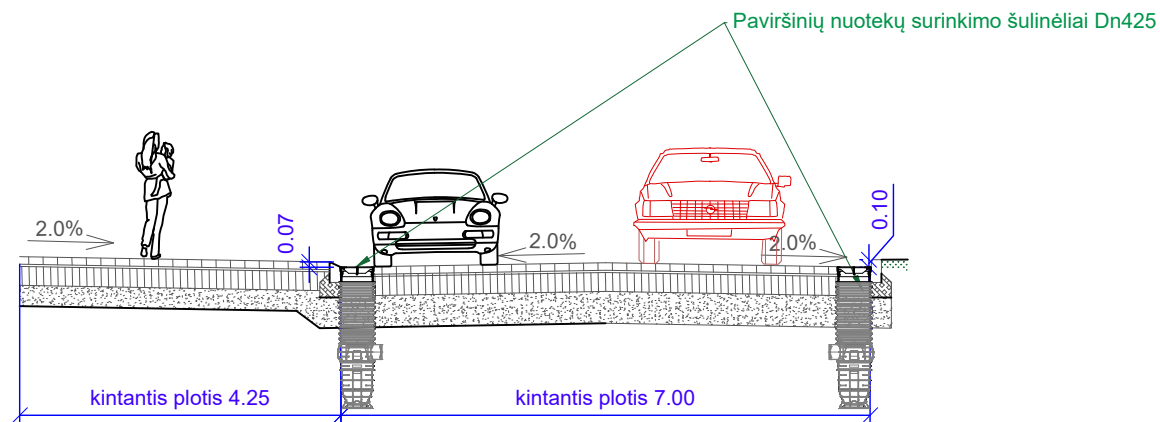 Paviršinių nuotekų surinkimo šulinėliai Dn425
2.0%
0.07
2.0%
2.0%
0.10
kintantis plotis 4.25
kintantis plotis 7.00